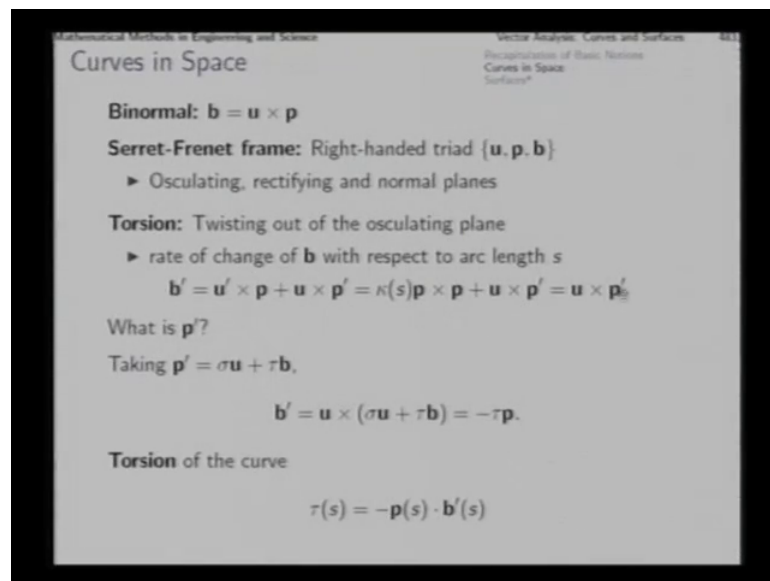 Mathematical Methods in Engineering and Science Vector Analysis: Curves and Surfaces
Curves in Space
Recapitulation of Basic Notions
Curves in Space
Surfaces*
Binormal: b = u × p
Serret-Frenet frame: Right-handed triad {u, p, b}
► Osculating, rectifying and normal planes
Torsion: Twisting out of the osculating plane
► rate of change of b with respect to arc length s
b′ = u′ × p + u × p′ = κ(s)p × p + u × p′ = u × p′
What is p′?
Taking p′ = σu + τb,
b′ = u × (σu + τb) = −τp.
Torsion of the curve
τ(s) = −p(s) · b′(s)